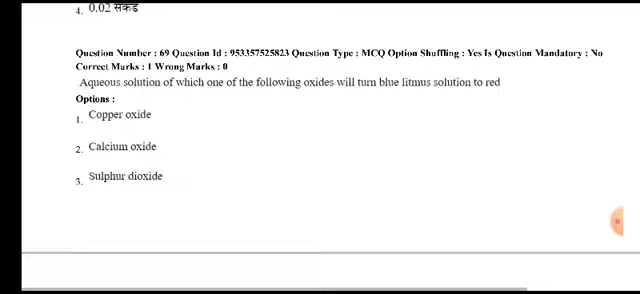 4. 0.02 सेकंड
Question Number : 69 Question Id : 953357525823 Question Type : MCQ Option Shuffling : Yes Is Question Mandatory : No
Correct Marks : 1 Wrong Marks : 0
Aqueous solution of which one of the following oxides will turn blue litmus solution to red
Options :
1. Copper oxide
2. Calcium oxide
3. Sulphur dioxide